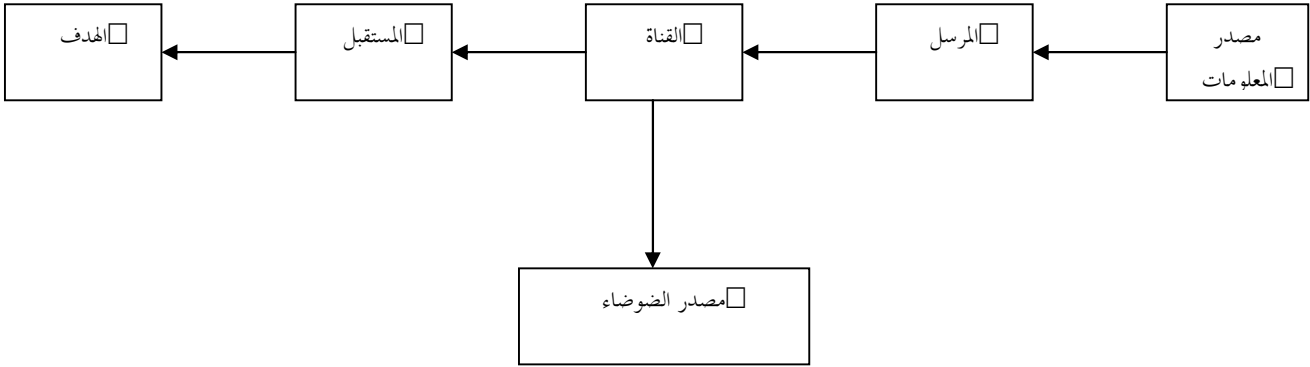 مصدر
المعلومات
المرسل
القناة
المستقبل
الهدف
مصدر الضوضاء